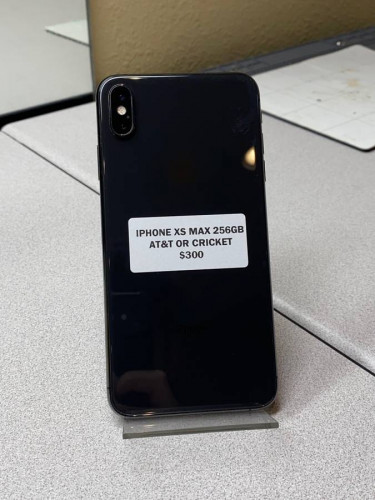 IPHONE XS MAX 256GB
AT&T OR CRICKET
$300